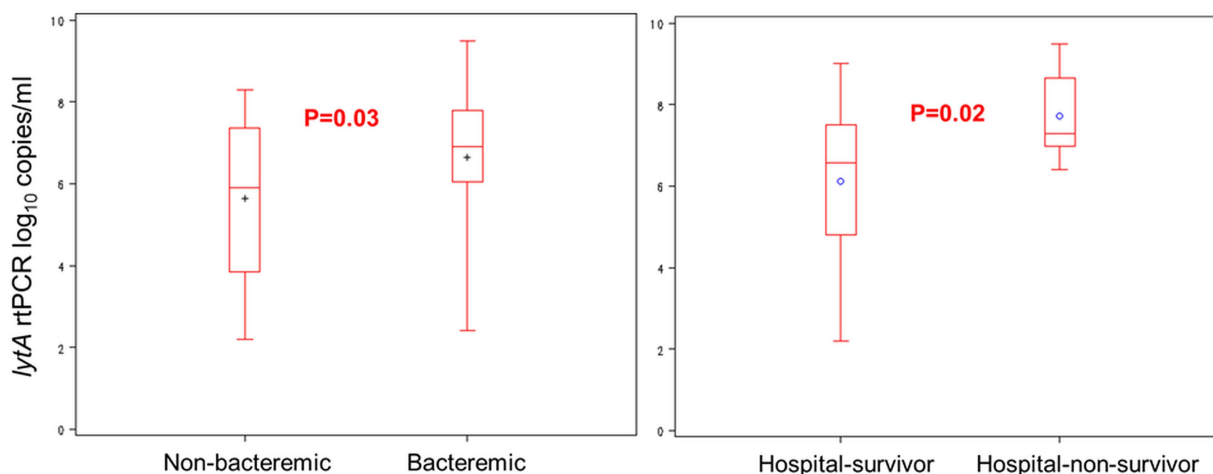 lytA rtPCR log₁₀ copies/ml
10
8
6
4
2
0
P=0.03
Non-bacteremic Bacteremic
10
8
6
4
2
0
P=0.02
Hospital-survivor Hospital-non-survivor